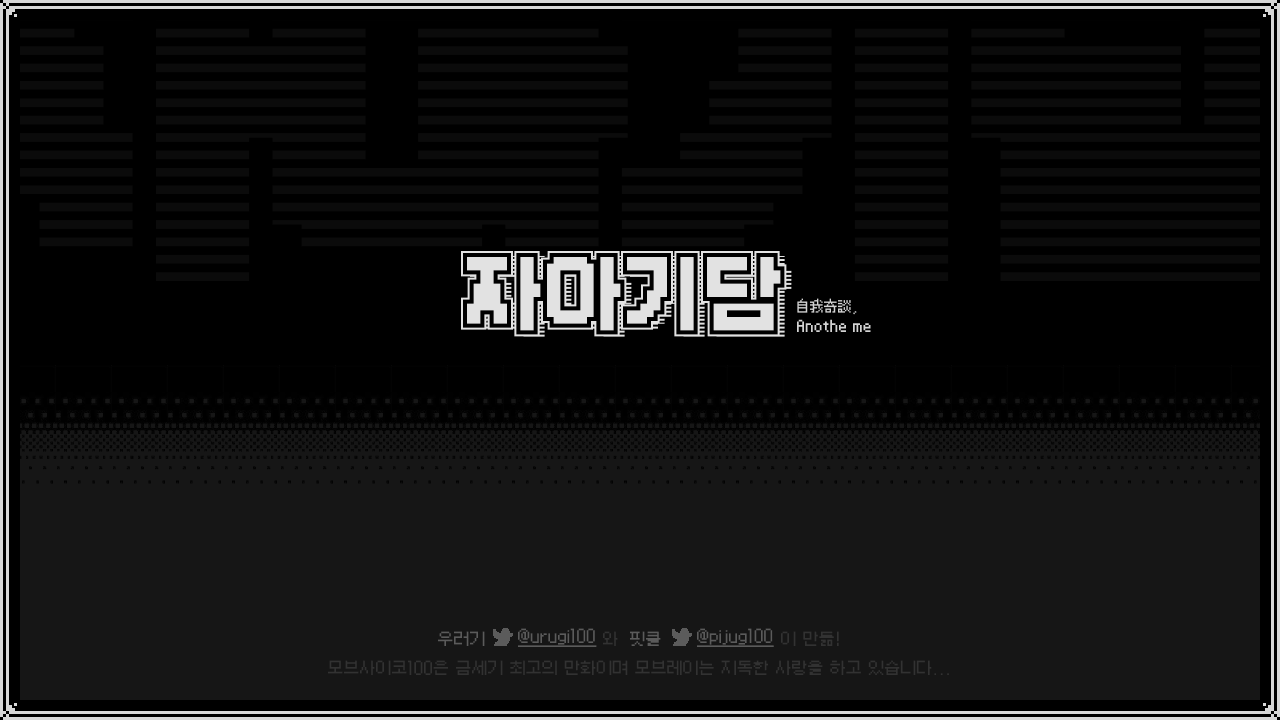 자아기담
自我奇談,
Anothe me
우러기 @urugi100 와 핏클 @pijug100 이 만듦!
모브사이코100은 금세기 최고의 만화이며 모브레이는 지독한 사랑을 하고 있습니다...